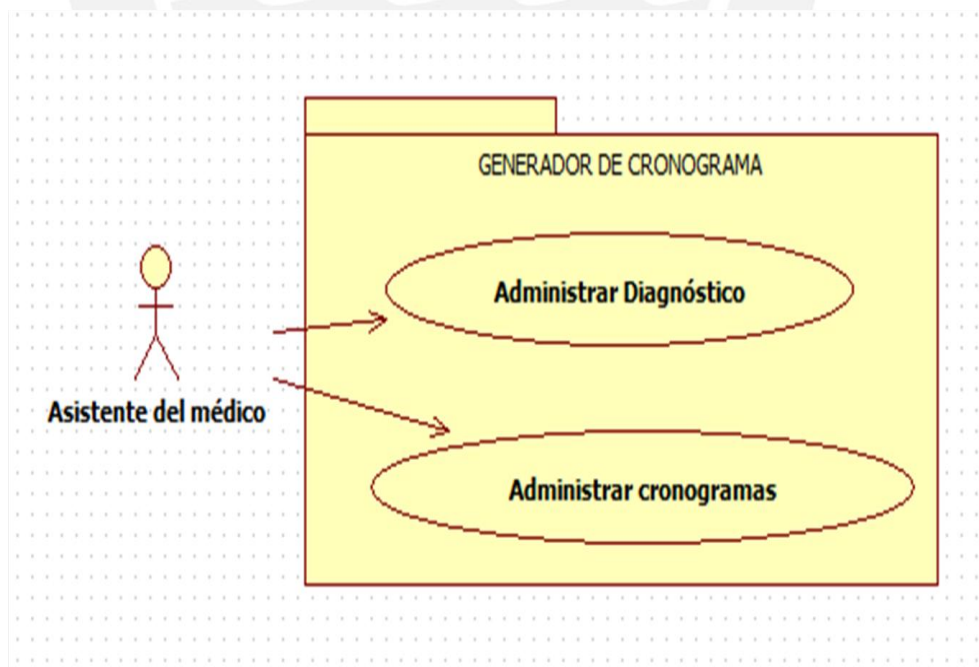 GENERADOR DE CRONOGRAMA
Administrar Diagnóstico
Asistente del médico
Administrar cronogramas